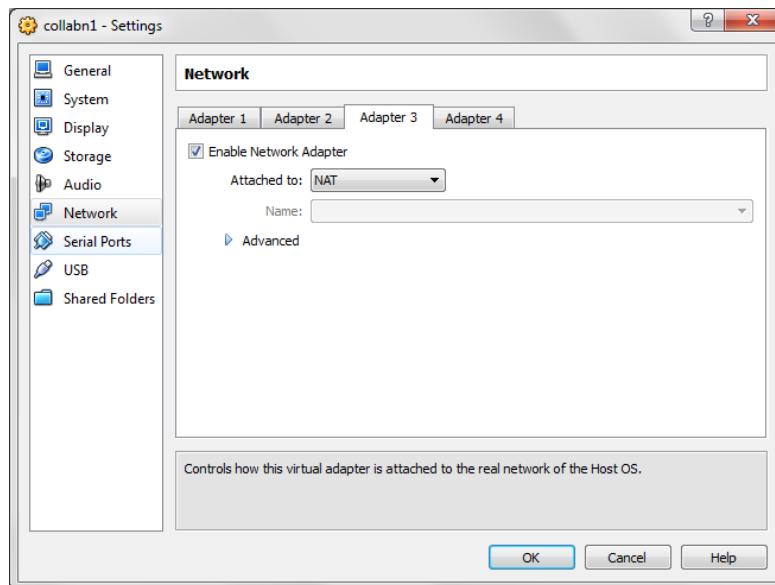 collabn1 - Settings
General
System
Display
Storage
Audio
Network
Serial Ports
USB
Shared Folders
Network
Adapter 1
Adapter 2
Adapter 3
Adapter 4
Enable Network Adapter
Attached to: NAT
Name:
Advanced
Controls how this virtual adapter is attached to the real network of the Host OS.
OK
Cancel
Help